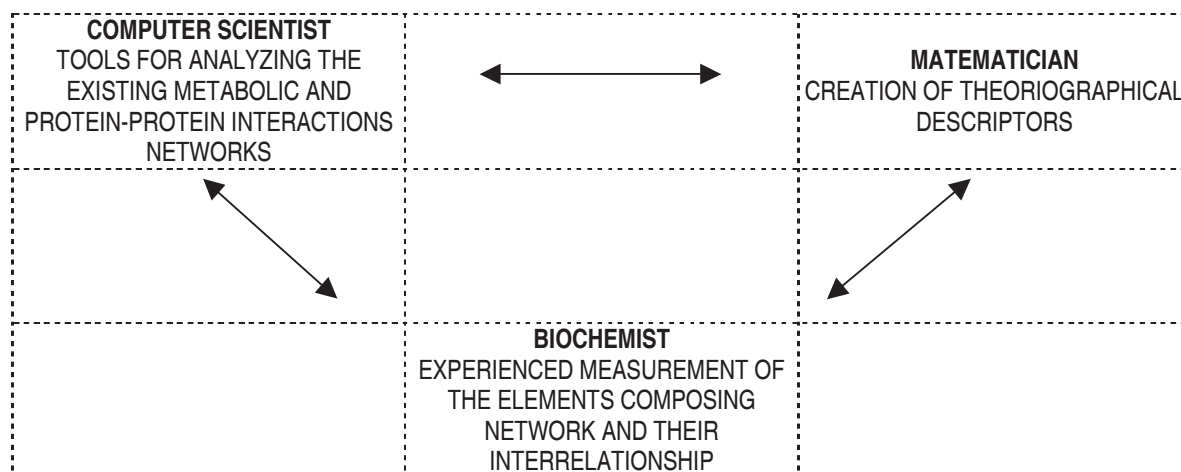 COMPUTER SCIENTIST
TOOLS FOR ANALYZING THE
EXISTING METABOLIC AND
PROTEIN-PROTEIN INTERACTIONS
NETWORKS
MATEMATICIAN
CREATION OF THEORIOGRAPHICAL
DESCRIPTORS
BIOCHEMIST
EXPERIENCED MEASUREMENT OF
THE ELEMENTS COMPOSING
NETWORK AND THEIR
INTERRELATIONSHIP